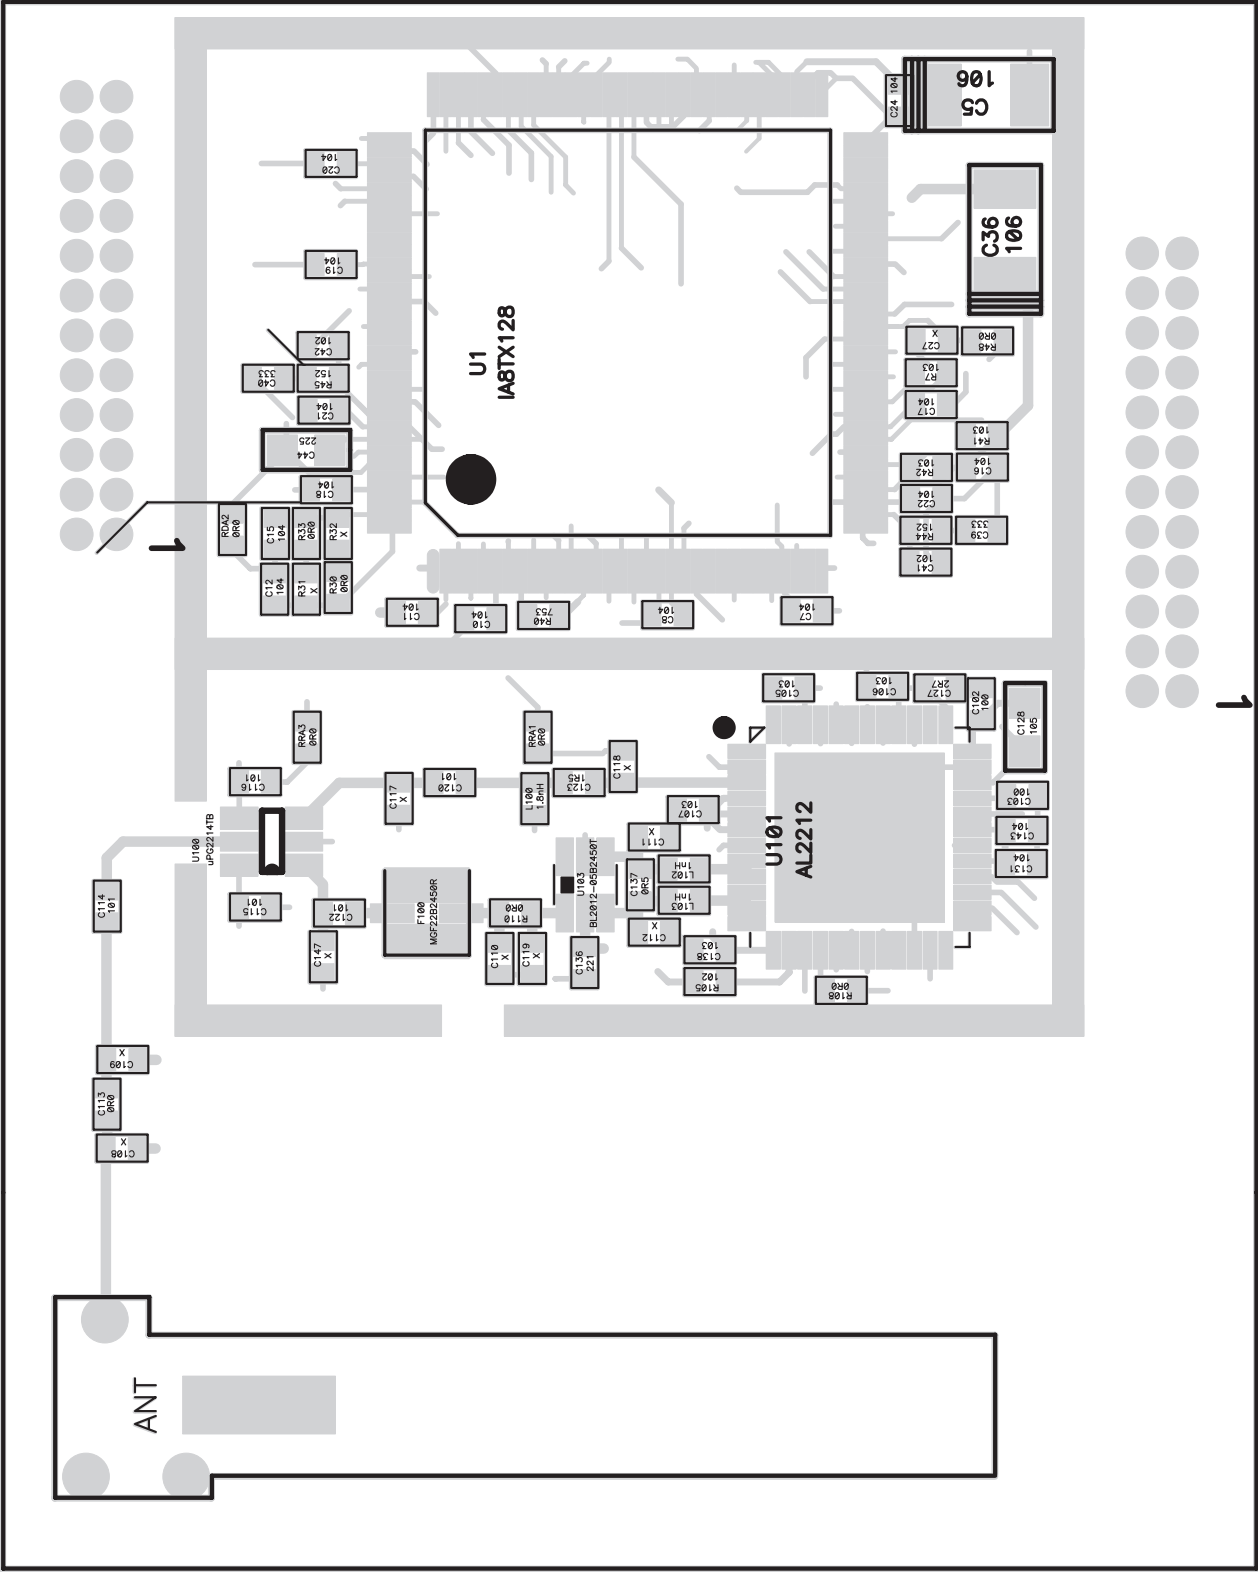 106
C5
C24 104
104
C20
C36
106
104
C19
U1
IA8TX128
102
C42
X
C27
0R0
R48
333
C40
152
R45
103
R7
104
C21
104
C17
225
C44
103
R41
103
R42
104
C16
104
C18
104
C22
RDA2
0R0
C15
104
R33
0R0
R32
X
152
R44
333
C39
1
102
C41
C12
104
R31
X
R30
0R0
104
C11
104
C10
753
R40
104
C8
104
C7
103
C105
103
C106
2R7
C127
C102
100
1
C128
105
RRA3
0R0
RRA1
0R0
C118
X
101
C116
C117
X
101
C120
L100
1.8nH
1R5
C123
103
C107
100
C103
U100
uPG2214TB
X
C111
U101
AL2212
104
C143
1nH
L102
104
C131
U103
BL2012-05B2450T
C137
0R5
1nH
L103
C114
101
101
C115
101
C122
F100
MGF22B2450R
0R0
R110
X
C112
C147
X
C110
X
C119
X
C136
221
103
C138
102
R105
0R0
R108
X
C109
C113
0R0
X
C108
ANT